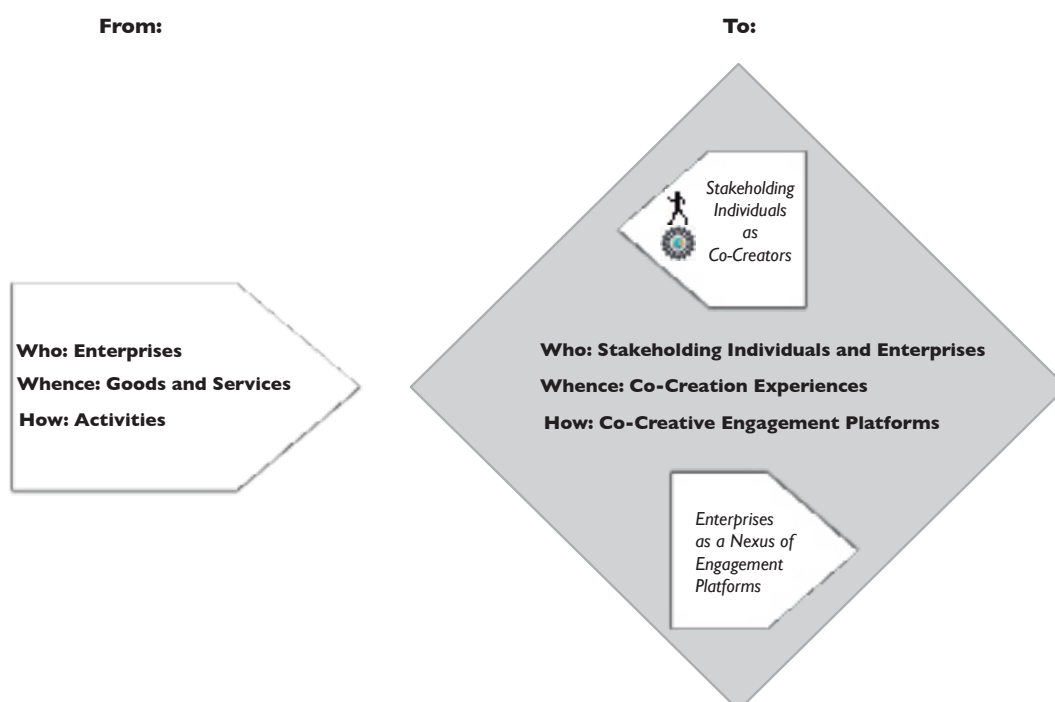 From:
To:
Stakeholding
Individuals
as
Co-Creators
Who: Enterprises
Whence: Goods and Services
How: Activities
Who: Stakeholding Individuals and Enterprises
Whence: Co-Creation Experiences
How: Co-Creative Engagement Platforms
Enterprises
as a Nexus of
Engagement
Platforms